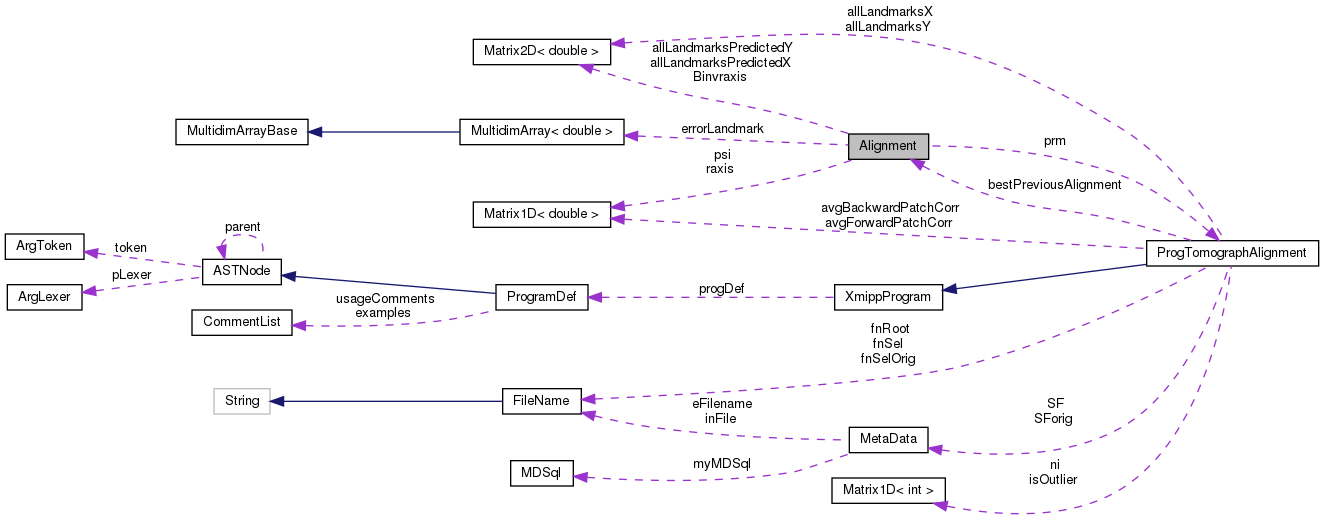 allLandmarksX
allLandmarksY
Matrix2D< double >
allLandmarksPredictedY
allLandmarksPredictedX
Binvraxis
MultidimArrayBase
MultidimArray< double >
errorLandmark
Alignment
prm
psi
raxis
bestPreviousAlignment
Matrix1D< double >
avgBackwardPatchCorr
avgForwardPatchCorr
ProgTomographAlignment
ArgToken
token
parent
ASTNode
pLexer
ArgLexer
usageComments
examples
ProgramDef
progDef
XmippProgram
CommentList
fnRoot
fnSel
fnSelOrig
String
FileName
eFilename
inFile
SF
SForig
MetaData
MDSql
myMDSql
ni
isOutlier
Matrix1D< int >